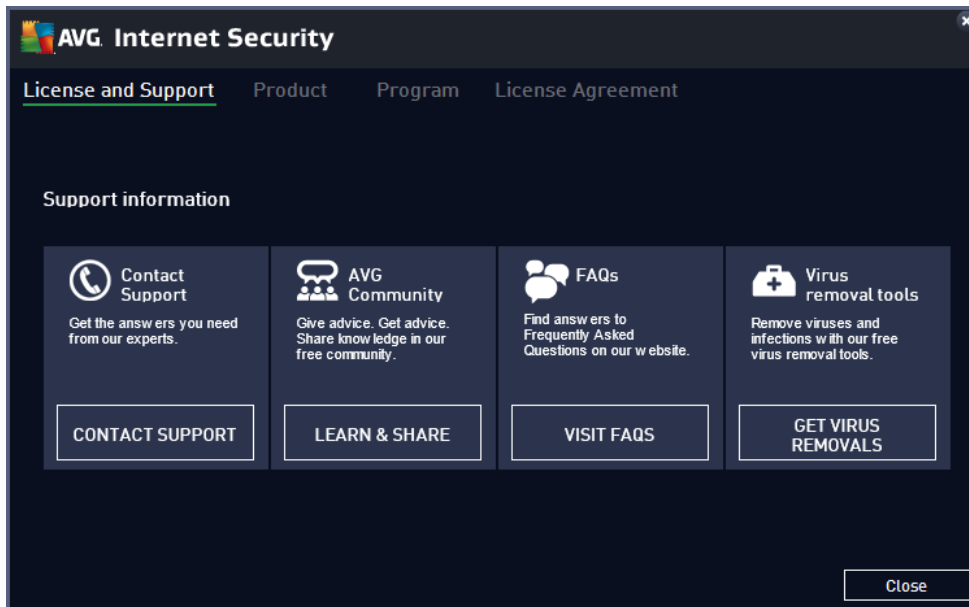 AVG. Internet Security
License and Support Product Program License Agreement
Support information
Contact
Support
Get the answers you need
from our experts.
CONTACT SUPPORT
AVG
Community
Give advice. Get advice.
Share knowledge in our
free community.
LEARN & SHARE
FAQs
Find answers to
Frequently Asked
Questions on our website.
VISIT FAQS
Virus
removal tools
Remove viruses and
infections with our free
virus removal tools.
GET VIRUS
REMOVALS
Close